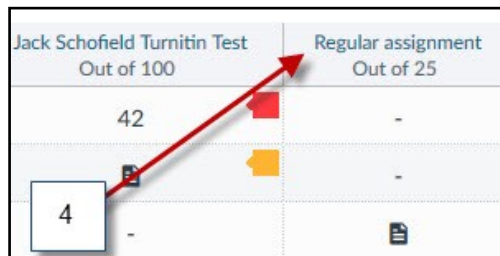 Jack Schofield Turnitin Test Regular assignment
Out of 100 Out of 25
42 -
-
4 -